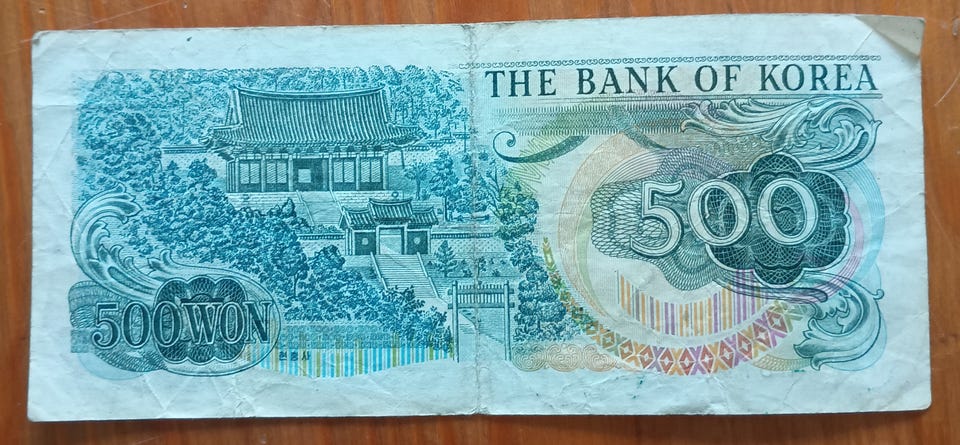 THE BANK OF KOREA
500
500 WON
현충사